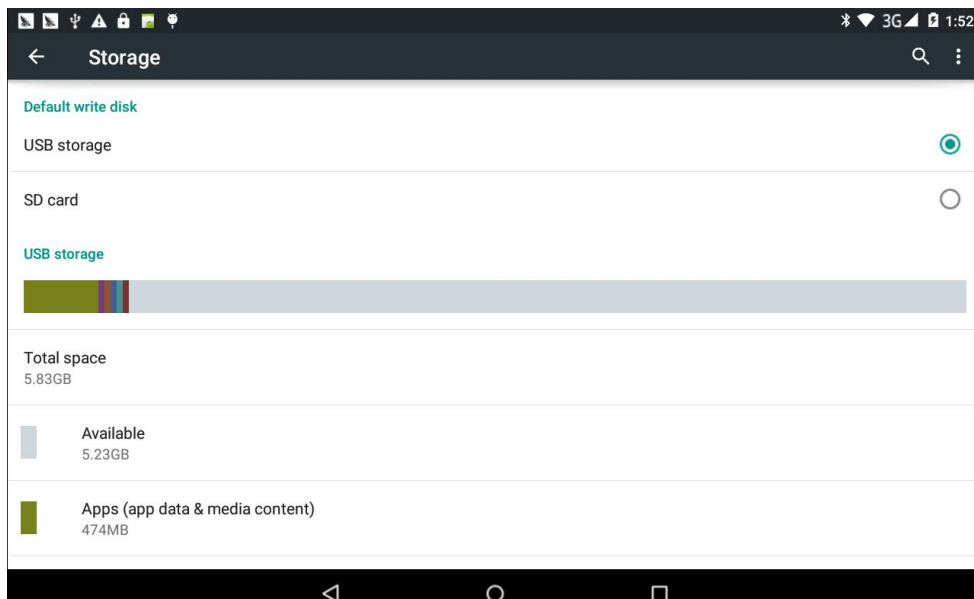 3G 1:52
Storage
Default write disk
USB storage
SD card
USB storage
Total space
5.83GB
Available
5.23GB
Apps (app data & media content)
474MB